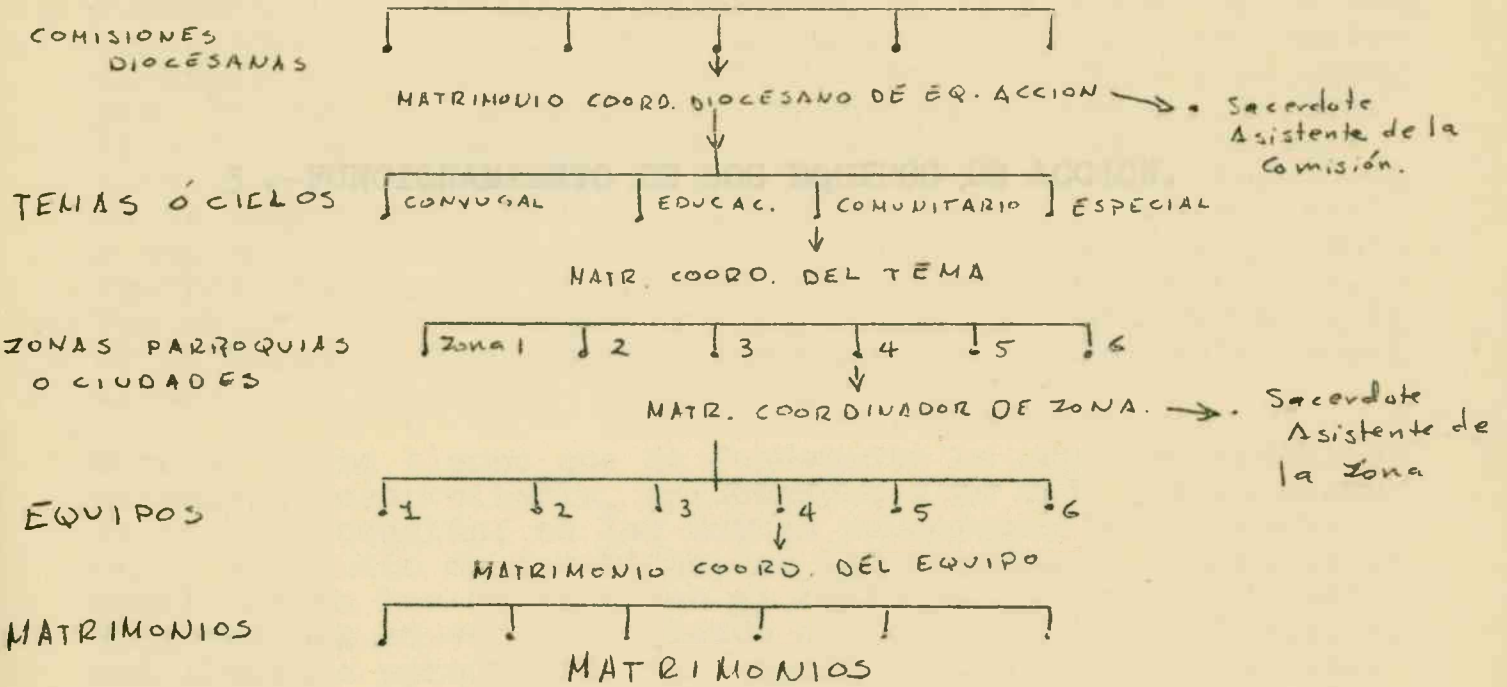 COMISIONES
DIOCESANAS
MATRIMONIO COORD. DIOCESANO DE EQ. ACCION
Sacerdote
Asistente de la
Comisión.
TEMAS Ó CICLOS
CONYUGAL EDUCAC. COMUNITARIO ESPECIAL
MATR. COORD. DEL TEMA
ZONAS PARROQUIAS
O CIUDADES
Zona 1 2 3 4 5 6
MATR. COORDINADOR DE ZONA.
Sacerdote
Asistente de
la Zona
EQUIPOS
1 2 3 4 5 6
MATRIMONIO COORD. DEL EQUIPO
MATRIMONIOS
MATRIMONIOS